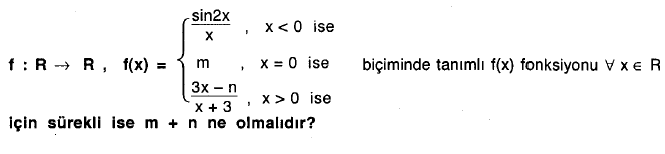 sin2x
x , x < 0 ise
f : R → R , f(x) = m , x = 0 ise biçiminde tanımlı f(x) fonksiyonu ∀ x ∈ R
3x – n
x + 3 , x > 0 ise
için sürekli ise m + n ne olmalıdır?